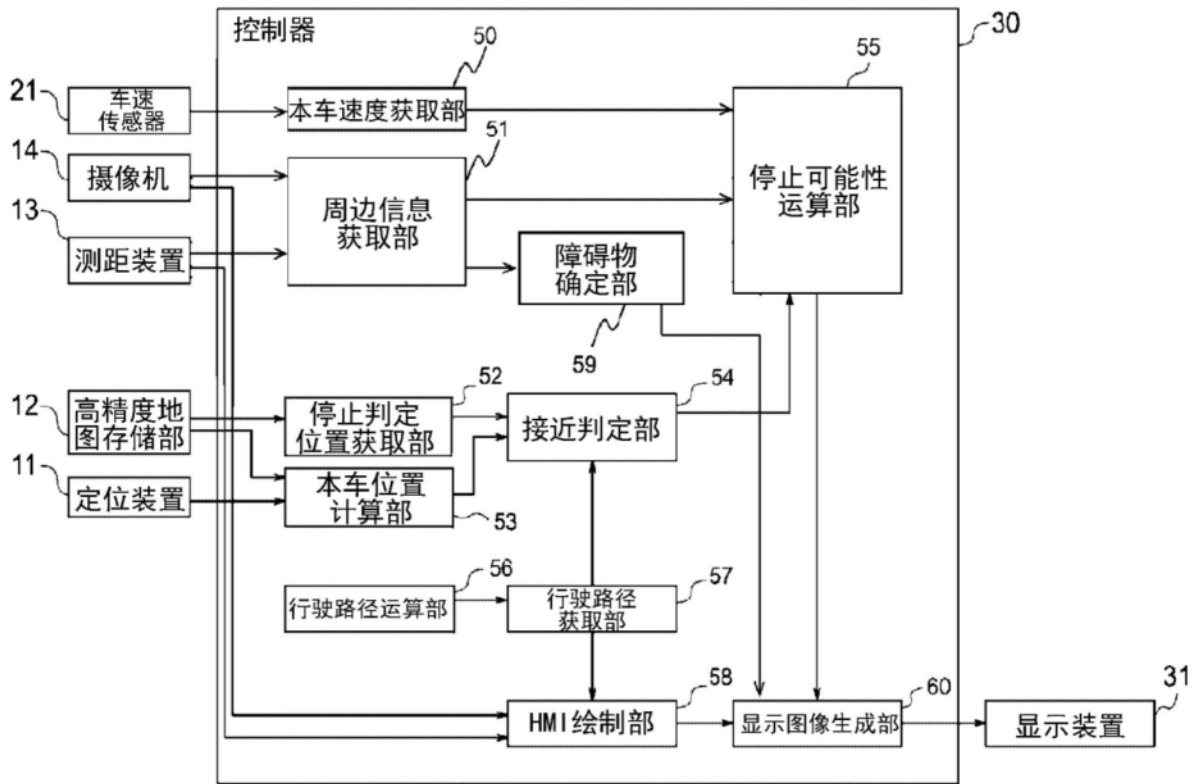 控制器
30
50
55
21
车速
传感器
本车速度获取部
51
14
摄像机
周边信息
获取部
停止可能性
运算部
13
测距装置
障碍物
确定部
59
52
54
12
高精度地
图存储部
停止判定
位置获取部
接近判定部
11
定位装置
本车位置
计算部
53
56
57
行驶路径运算部
行驶路径
获取部
58
60
31
HMI绘制部
显示图像生成部
显示装置